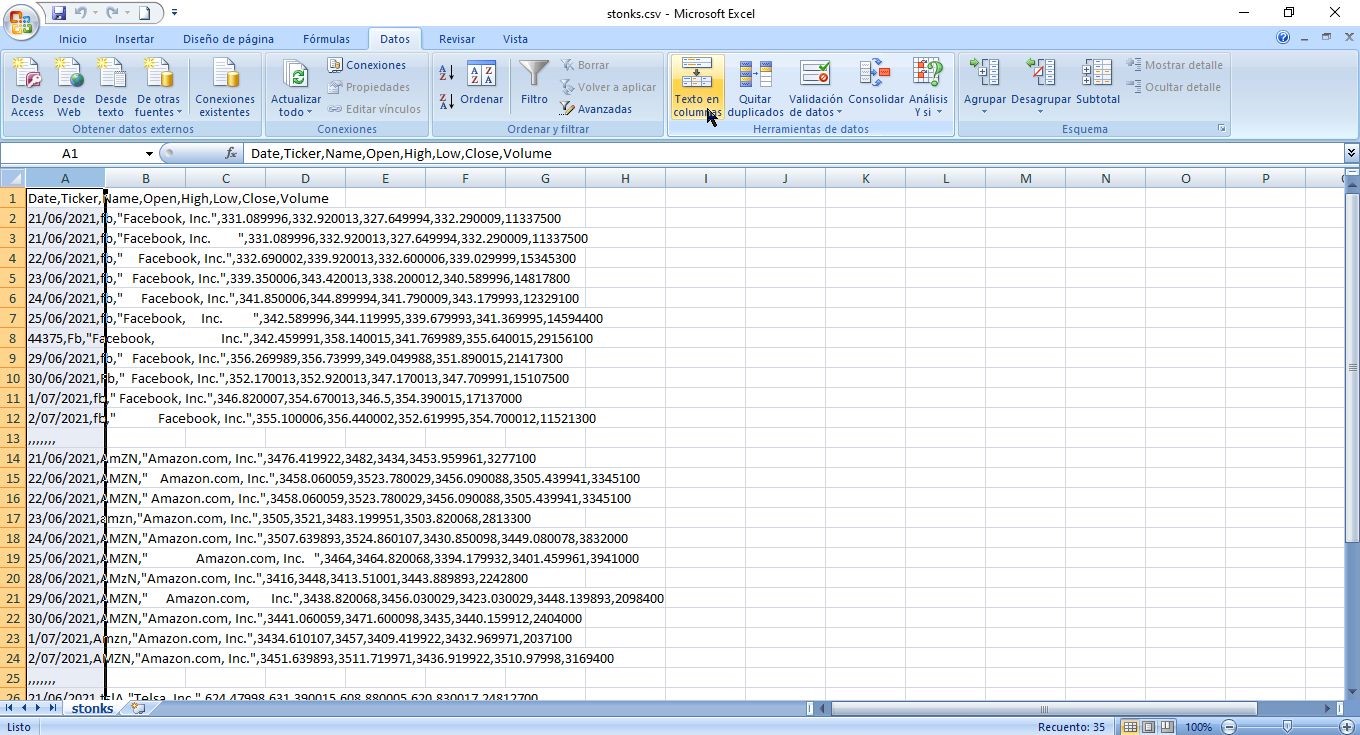 stonks.csv - Microsoft Excel
Inicio Insertar Diseño de página Fórmulas Datos Revisar Vista
Desde Access
Desde Web
Desde texto
De otras fuentes
Conexiones existentes
Obtener datos externos
Actualizar todo
Conexiones
Propiedades
Editar vínculos
Conexiones
Ordenar
Filtro
Borrar
Volver a aplicar
Avanzadas
Ordenar y filtrar
Texto en columnas
Quitar duplicados
Validación de datos
Consolidar
Análisis Y si
Herramientas de datos
Agrupar
Desagrupar
Subtotal
Mostrar detalle
Ocultar detalle
Esquema
A1 fx Date,Ticker,Name,Open,High,Low,Close,Volume
A B C D E F G H I J K L M N O P
1 Date,Ticker,Name,Open,High,Low,Close,Volume
2 21/06/2021,fb,"Facebook, Inc.",331.089996,332.920013,327.649994,332.290009,11337500
3 21/06/2021,fb,"Facebook, Inc. ",331.089996,332.920013,327.649994,332.290009,11337500
4 22/06/2021,fb," Facebook, Inc.",332.690002,339.920013,332.600006,339.029999,15345300
5 23/06/2021,fb," Facebook, Inc.",339.350006,343.420013,338.200012,340.589996,14817800
6 24/06/2021,fb," Facebook, Inc.",341.850006,344.899994,341.790009,343.179993,12329100
7 25/06/2021,fb,"Facebook, Inc. ",342.589996,344.119995,339.679993,341.369995,14594400
8 44375,Fb,"Facebook, Inc.",342.459991,358.140015,341.769989,355.640015,29156100
9 29/06/2021,fb," Facebook, Inc.",356.269989,356.73999,349.049988,351.890015,21417300
10 30/06/2021,Fb," Facebook, Inc.",352.170013,352.920013,347.170013,347.709991,15107500
11 1/07/2021,fb," Facebook, Inc.",346.820007,354.670013,346.5,354.390015,17137000
12 2/07/2021,fb," Facebook, Inc.",355.100006,356.440002,352.619995,354.700012,11521300
13 ,,,,,,,
14 21/06/2021,AmZN,"Amazon.com, Inc.",3476.419922,3482,3434,3453.959961,3277100
15 22/06/2021,AMZN," Amazon.com, Inc.",3458.060059,3523.780029,3456.090088,3505.439941,3345100
16 22/06/2021,AMZN," Amazon.com, Inc.",3458.060059,3523.780029,3456.090088,3505.439941,3345100
17 23/06/2021,amzn,"Amazon.com, Inc.",3505,3521,3483.199951,3503.820068,2813300
18 24/06/2021,AMZN,"Amazon.com, Inc.",3507.639893,3524.860107,3430.850098,3449.080078,3832000
19 25/06/2021,AMZN," Amazon.com, Inc. ",3464,3464.820068,3394.179932,3401.459961,3941000
20 28/06/2021,AMzN,"Amazon.com, Inc.",3416,3448,3413.51001,3443.889893,2242800
21 29/06/2021,AMZN," Amazon.com, Inc.",3438.820068,3456.030029,3423.030029,3448.139893,2098400
22 30/06/2021,AMZN,"Amazon.com, Inc.",3441.060059,3471.600098,3435,3440.159912,2404000
23 1/07/2021,Amzn,"Amazon.com, Inc.",3434.610107,3457,3409.419922,3432.969971,2037100
24 2/07/2021,AMZN,"Amazon.com, Inc.",3451.639893,3511.719971,3436.919922,3510.97998,3169400
25 ,,,,,,,
26 21/06/2021,tslA,"Telsa, Inc.",624.47998,631.390015,608.880005,620.830017,24812700
stonks
Listo Recuento: 35 100%